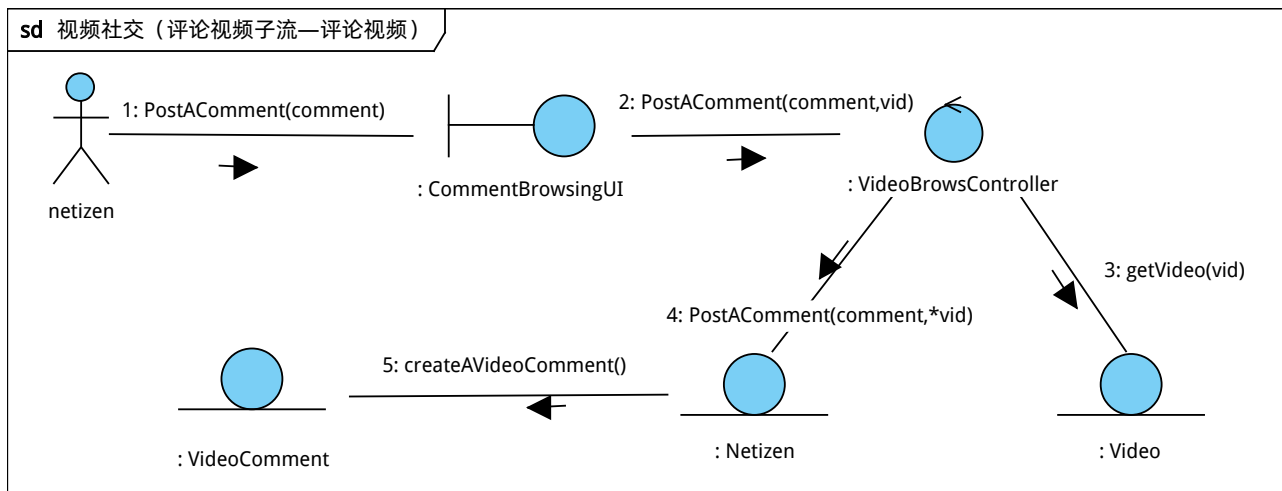 sd 视频社交（评论视频子流—评论视频）
1: PostAComment(comment)
2: PostAComment(comment,vid)
netizen
: CommentBrowsingUI
: VideoBrowsController
3: getVideo(vid)
4: PostAComment(comment,*vid)
5: createAVideoComment()
: VideoComment
: Netizen
: Video